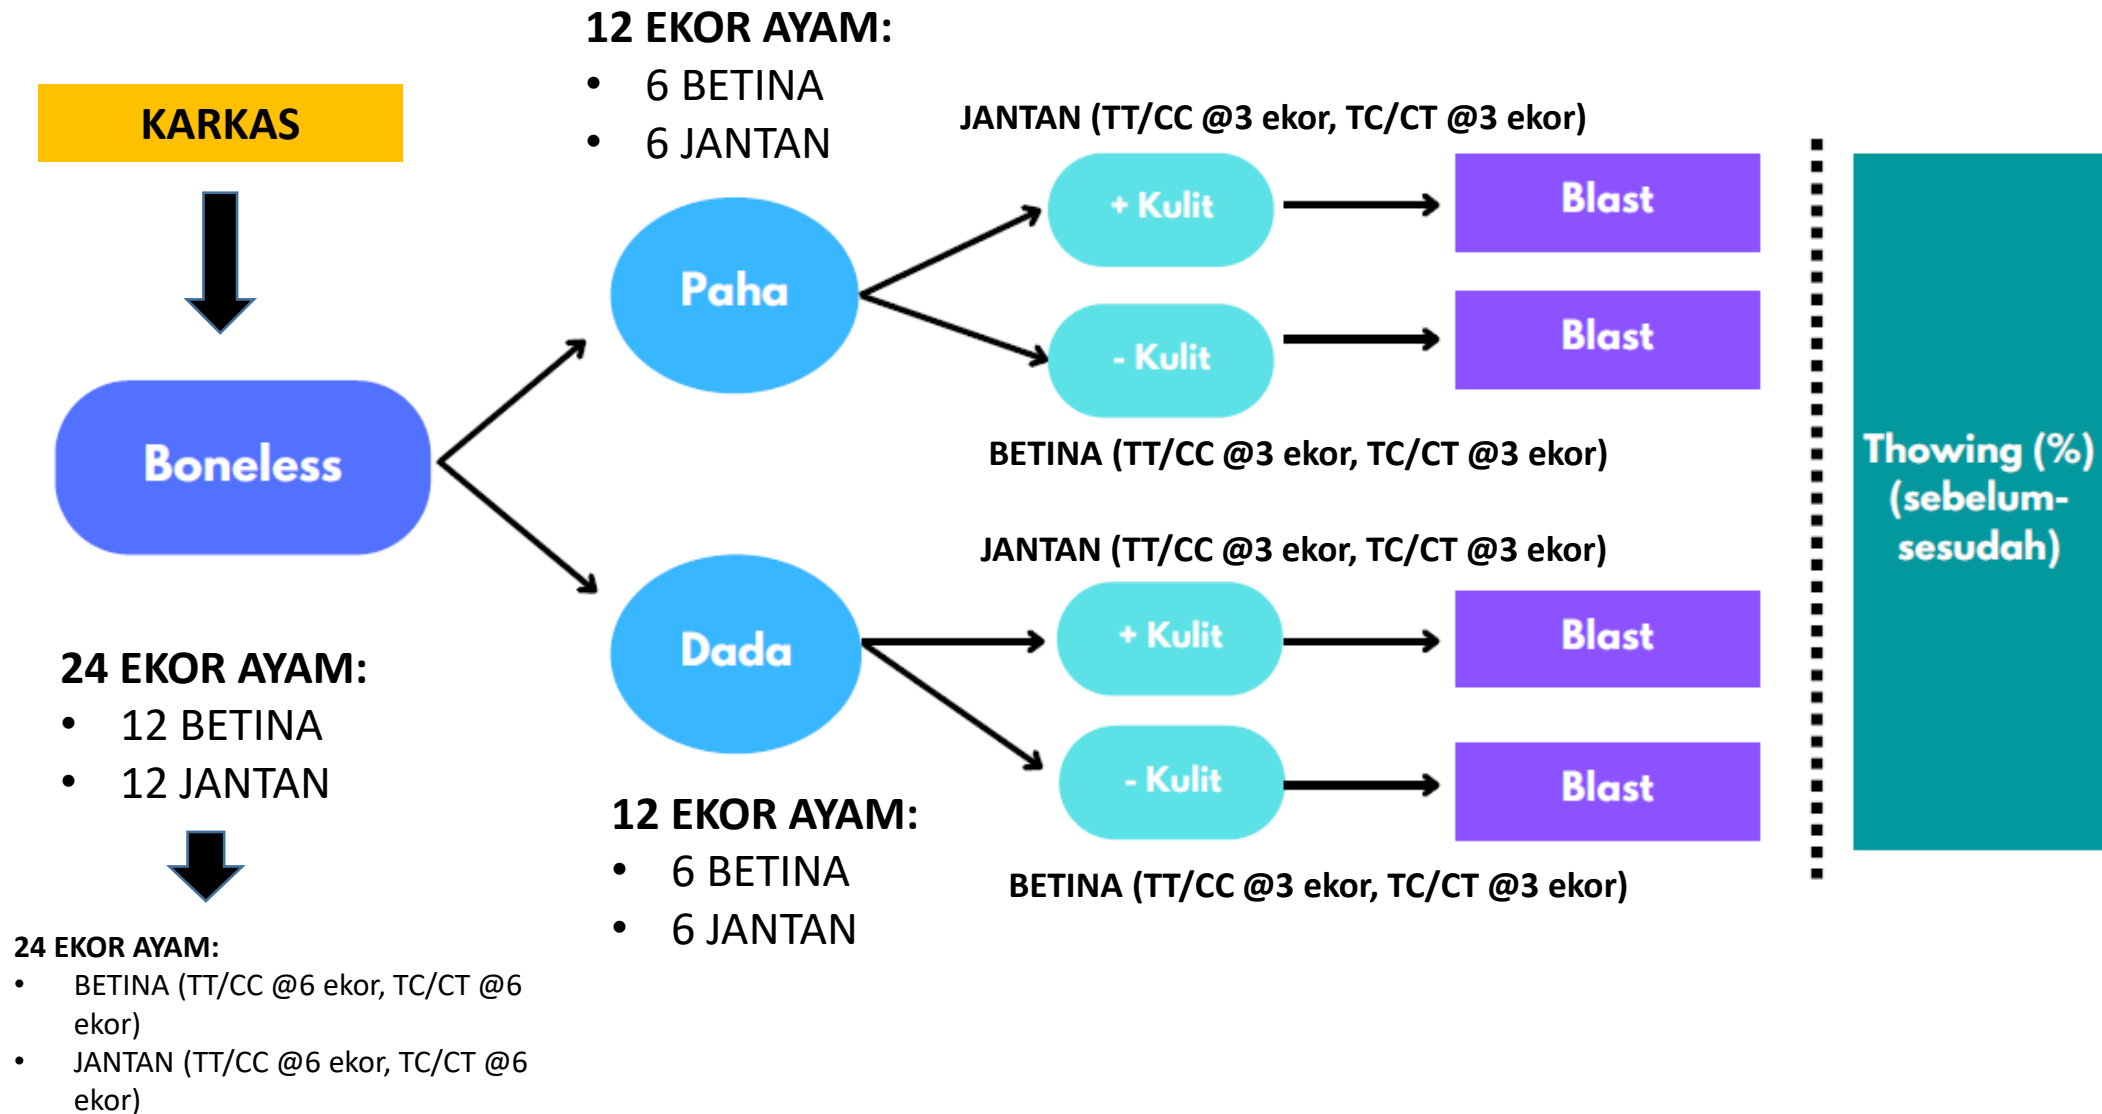 KARKAS
Boneless
24 EKOR AYAM:
• 12 BETINA
• 12 JANTAN
24 EKOR AYAM:
• BETINA (TT/CC @6 ekor, TC/CT @6
ekor)
• JANTAN (TT/CC @6 ekor, TC/CT @6
ekor)
12 EKOR AYAM:
• 6 BETINA
• 6 JANTAN
Paha
JANTAN (TT/CC @3 ekor, TC/CT @3 ekor)
+ Kulit
Blast
- Kulit
Blast
BETINA (TT/CC @3 ekor, TC/CT @3 ekor)
Dada
12 EKOR AYAM:
• 6 BETINA
• 6 JANTAN
JANTAN (TT/CC @3 ekor, TC/CT @3 ekor)
+ Kulit
Blast
- Kulit
Blast
BETINA (TT/CC @3 ekor, TC/CT @3 ekor)
Thowing (%)
(sebelum-
sesudah)